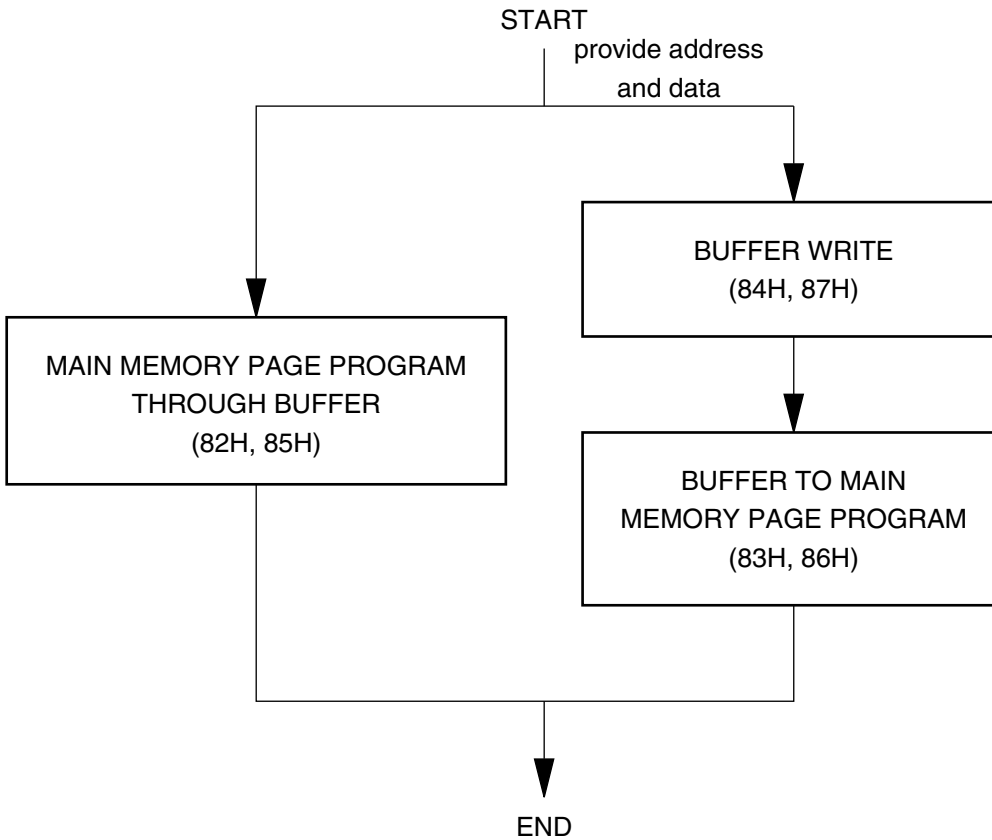 START
provide address
and data
BUFFER WRITE
(84H, 87H)
MAIN MEMORY PAGE PROGRAM
THROUGH BUFFER
(82H, 85H)
BUFFER TO MAIN
MEMORY PAGE PROGRAM
(83H, 86H)
END